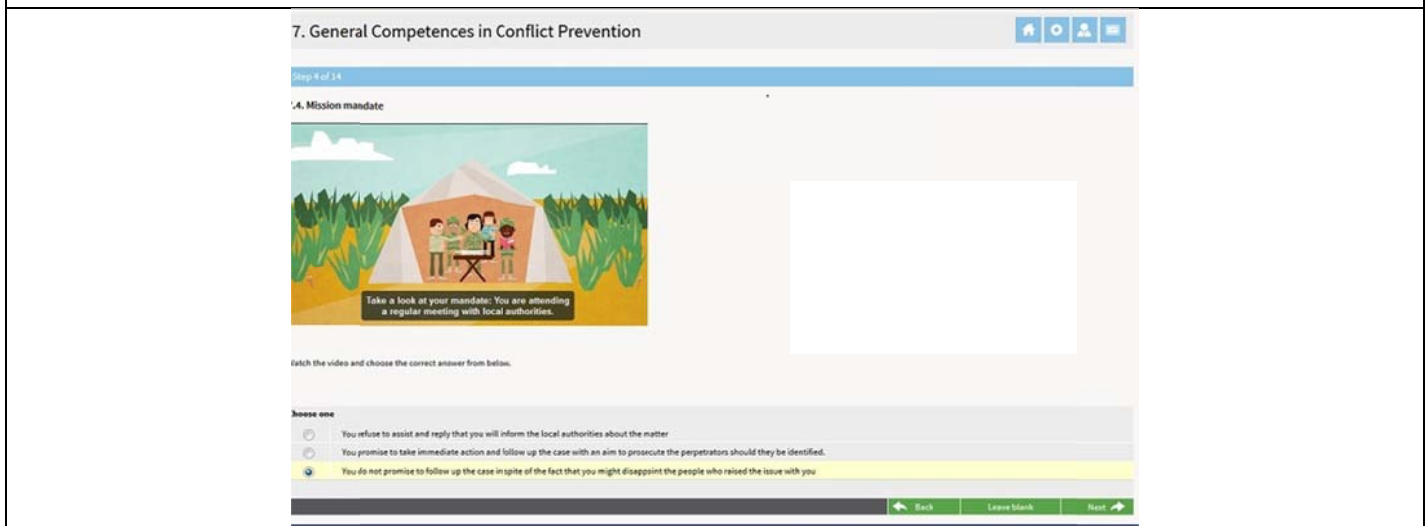 7. General Competences in Conflict Prevention
Step 4 of 14
.4. Mission mandate
Take a look at your mandate: You are attending
a regular meeting with local authorities.
Watch the video and choose the correct answer from below.
Choose one
You refuse to assist and reply that you will inform the local authorities about the matter
You promise to take immediate action and follow up the case with an aim to prosecute the perpetrators should they be identified.
You do not promise to follow up the case in spite of the fact that you might disappoint the people who raised the issue with you
Back
Leave blank
Next